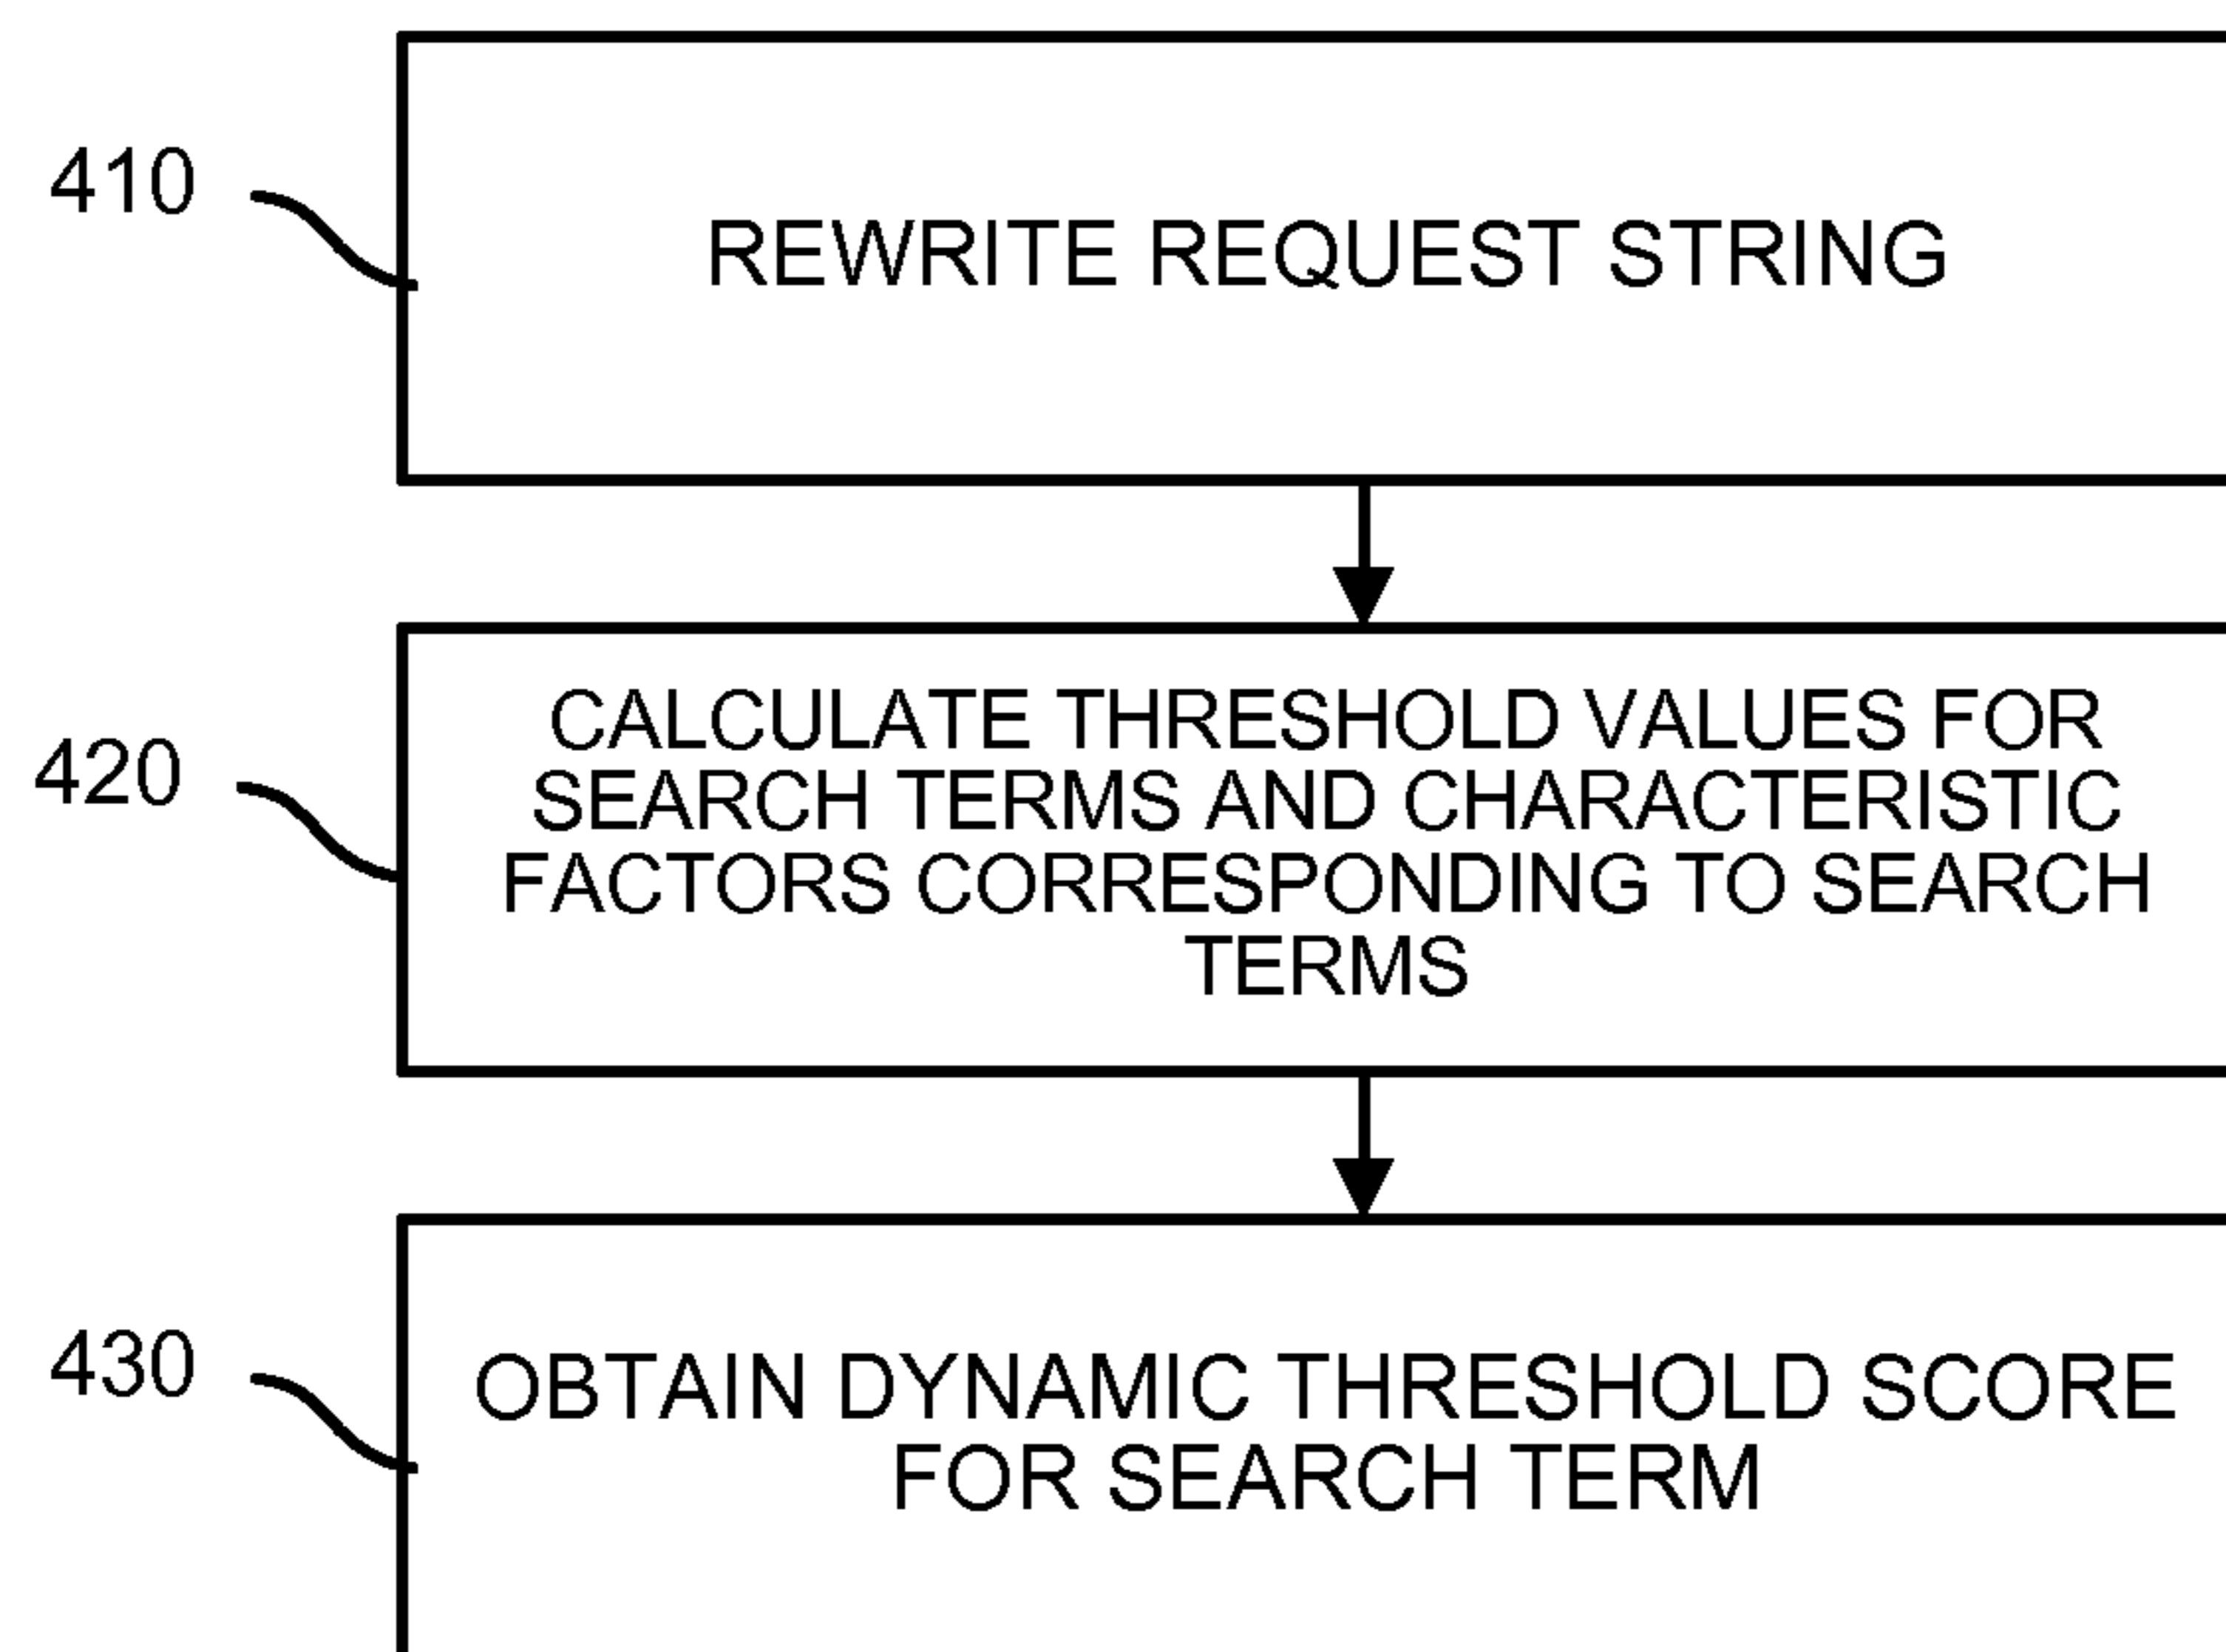 410
REWRITE REQUEST STRING
420
CALCULATE THRESHOLD VALUES FOR
SEARCH TERMS AND CHARACTERISTIC
FACTORS CORRESPONDING TO SEARCH
TERMS
430
OBTAIN DYNAMIC THRESHOLD SCORE
FOR SEARCH TERM